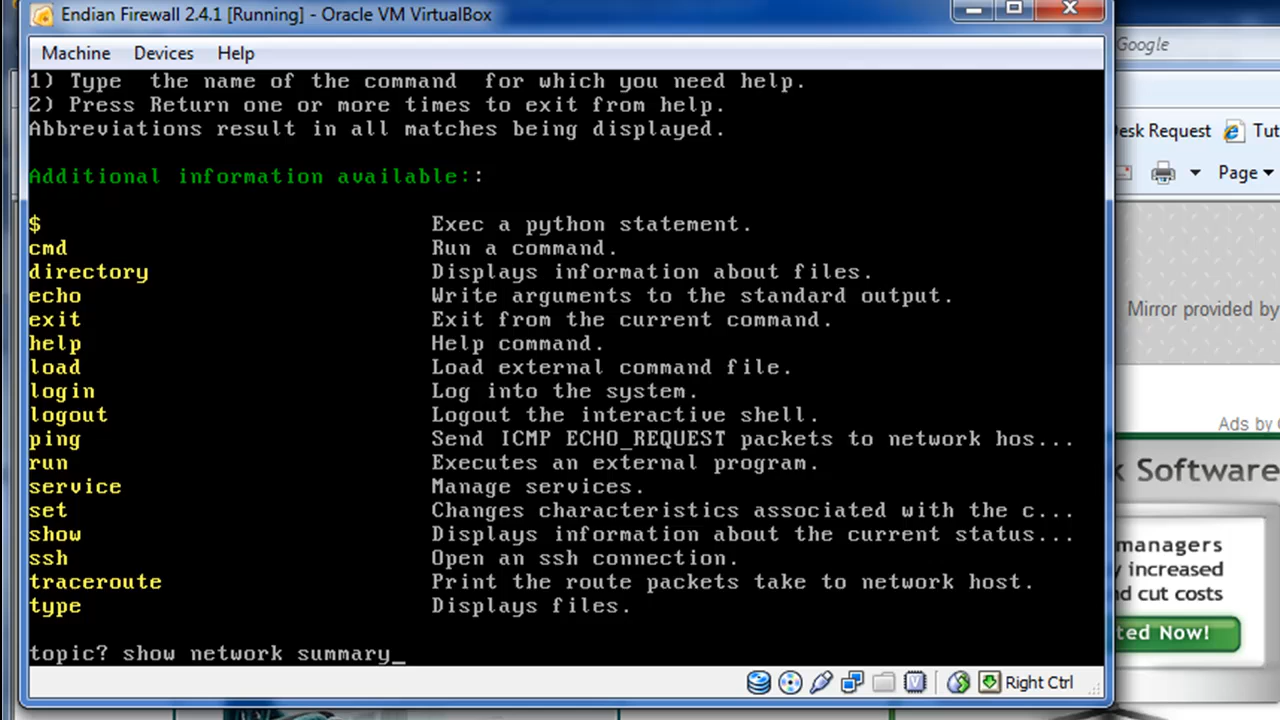 Endian Firewall 2.4.1 [Running] - Oracle VM VirtualBox
Machine Devices Help
1) Type  the name of the command  for which you need help.
2) Press Return one or more times to exit from help.
Abbreviations result in all matches being displayed.
Additional information available::
$ Exec a python statement.
cmd Run a command.
directory Displays information about files.
echo Write arguments to the standard output.
exit Exit from the current command.
help Help command.
load Load external command file.
login Log into the system.
logout Logout the interactive shell.
ping Send ICMP ECHO_REQUEST packets to network hos...
run Executes an external program.
service Manage services.
set Changes characteristics associated with the c...
show Displays information about the current status...
ssh Open an ssh connection.
traceroute Print the route packets take to network host.
type Displays files.
topic? show network summary_
Right Ctrl
Google
esk Request Tut
Page
Mirror provided by
Ads by
k Software
managers
y increased
nd cut costs
ted Now!